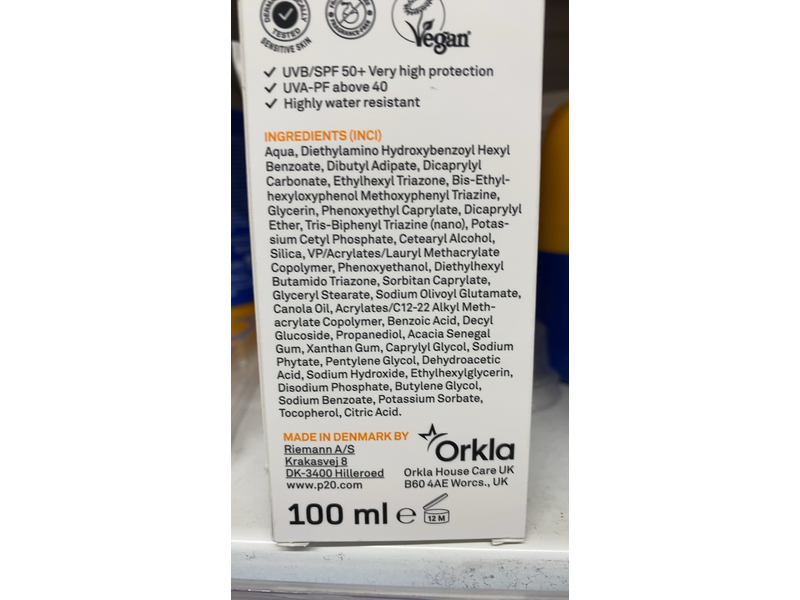 TESTED
SENSITIVE SKIN
FRAGRANCE-FREE
Vegan
✓ UVB/SPF 50+ Very high protection
✓ UVA-PF above 40
✓ Highly water resistant
INGREDIENTS (INCI)
Aqua, Diethylamino Hydroxybenzoyl Hexyl
Benzoate, Dibutyl Adipate, Dicaprylyl
Carbonate, Ethylhexyl Triazone, Bis-Ethyl-
hexyloxyphenol Methoxyphenyl Triazine,
Glycerin, Phenoxyethyl Caprylate, Dicaprylyl
Ether, Tris-Biphenyl Triazine (nano), Potas-
sium Cetyl Phosphate, Cetearyl Alcohol,
Silica, VP/Acrylates/Lauryl Methacrylate
Copolymer, Phenoxyethanol, Diethylhexyl
Butamido Triazone, Sorbitan Caprylate,
Glyceryl Stearate, Sodium Olivoyl Glutamate,
Canola Oil, Acrylates/C12-22 Alkyl Meth-
acrylate Copolymer, Benzoic Acid, Decyl
Glucoside, Propanediol, Acacia Senegal
Gum, Xanthan Gum, Caprylyl Glycol, Sodium
Phytate, Pentylene Glycol, Dehydroacetic
Acid, Sodium Hydroxide, Ethylhexylglycerin,
Disodium Phosphate, Butylene Glycol,
Sodium Benzoate, Potassium Sorbate,
Tocopherol, Citric Acid.
MADE IN DENMARK BY
Riemann A/S
Krakasvej 8
DK-3400 Hilleroed
www.p20.com
Orkla
Orkla House Care UK
B60 4AE Worcs., UK
100 ml ℮
12 M